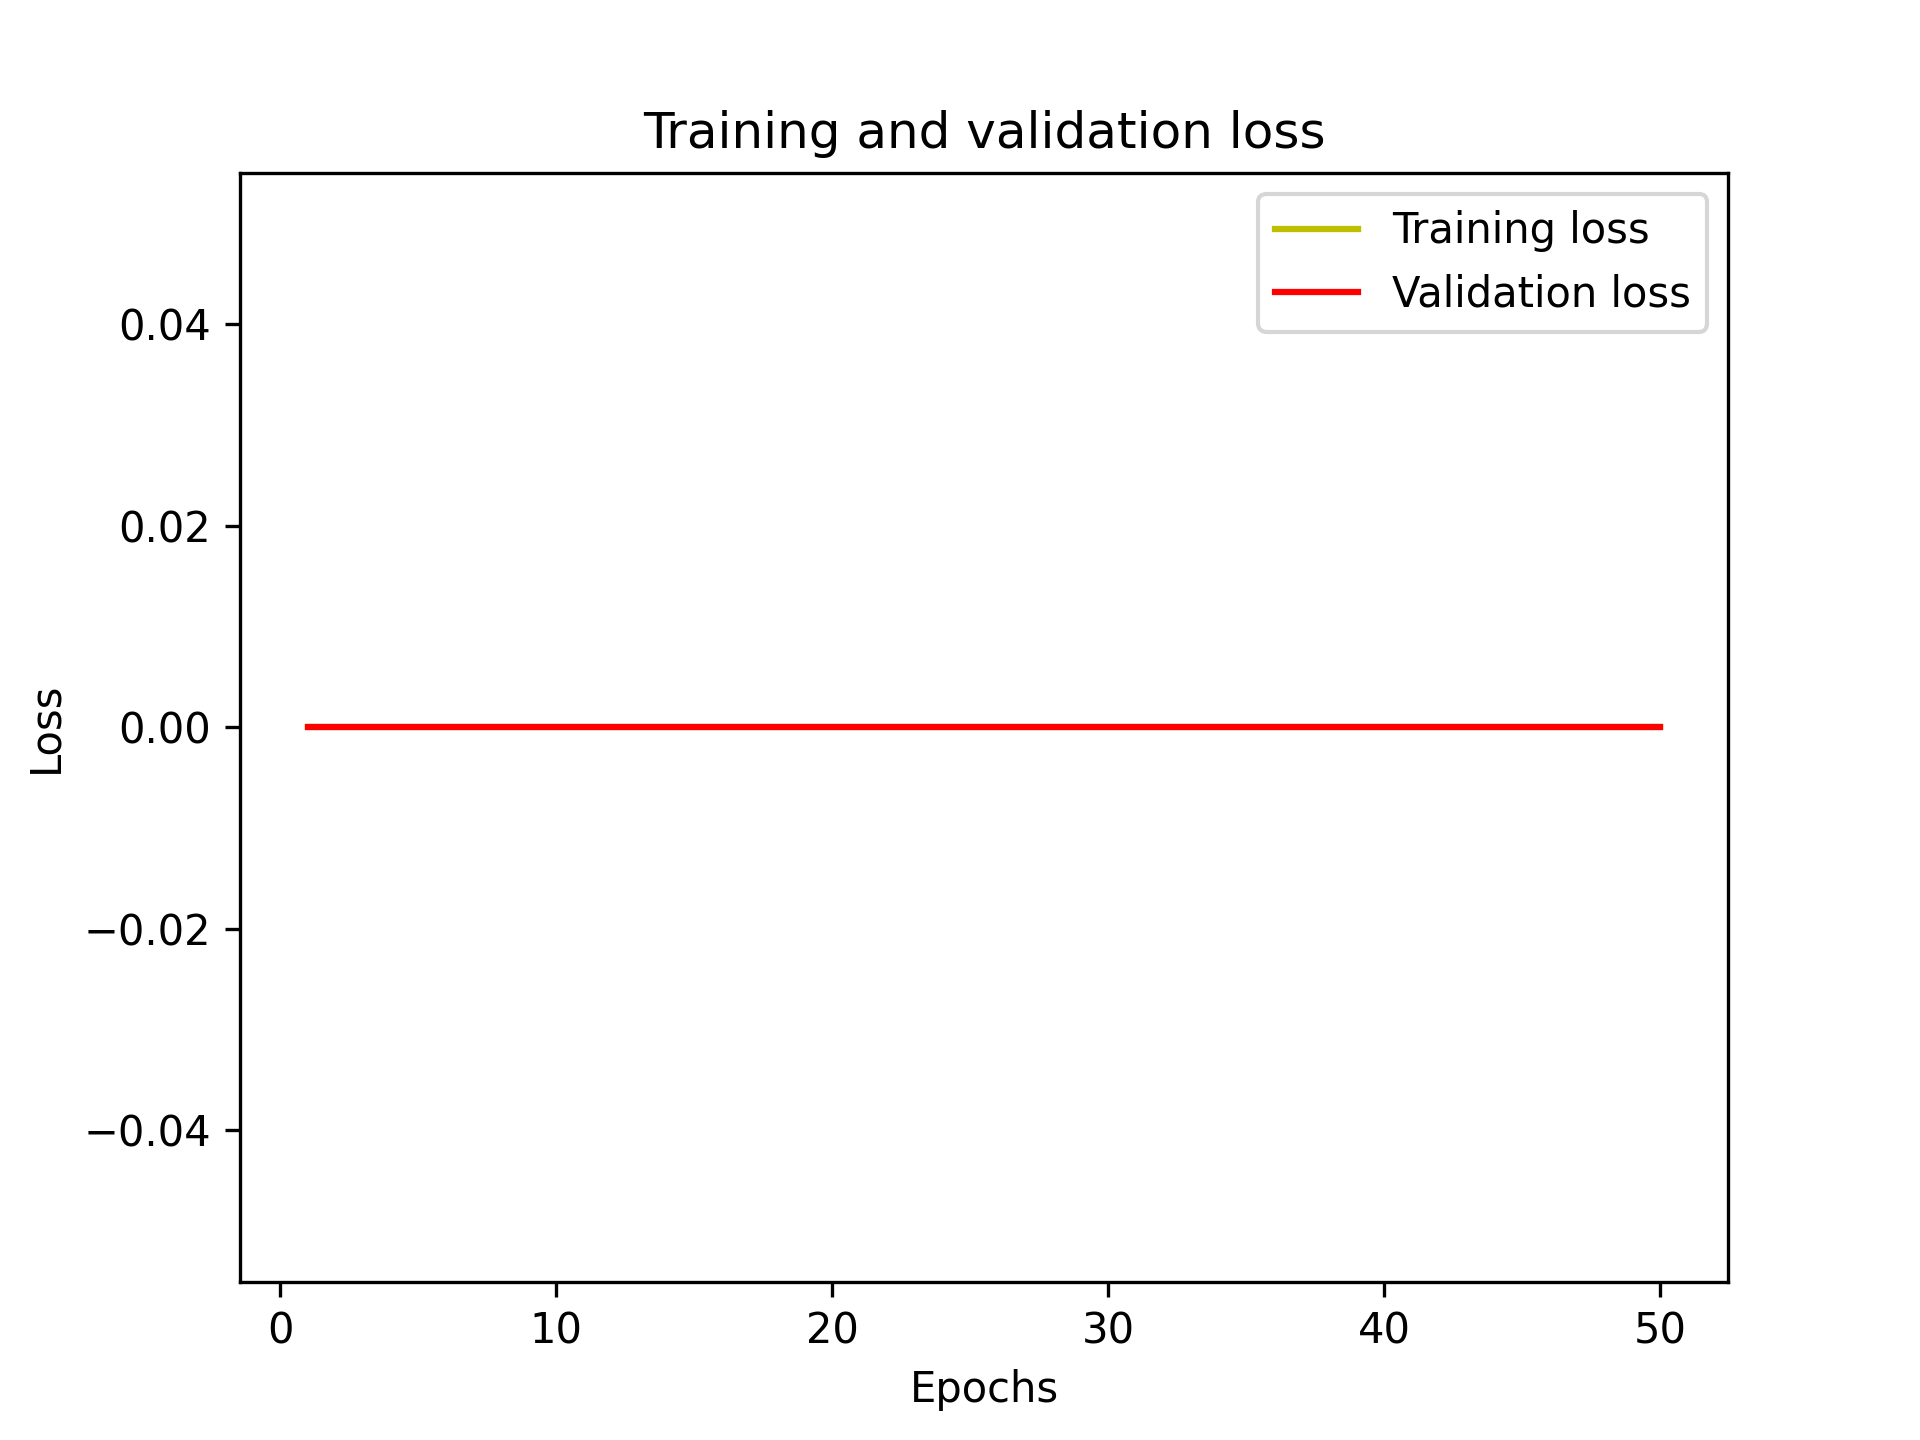 Training and validation loss
Training loss
Validation loss
0.04
0.02
0.00
−0.02
−0.04
Loss
0 10 20 30 40 50
Epochs